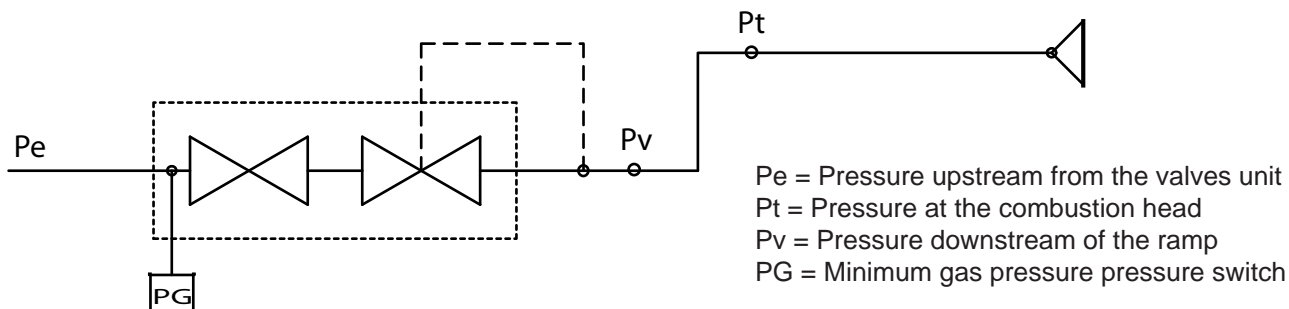 Pt
Pe
Pv
PG
Pe = Pressure upstream from the valves unit
Pt = Pressure at the combustion head
Pv = Pressure downstream of the ramp
PG = Minimum gas pressure pressure switch